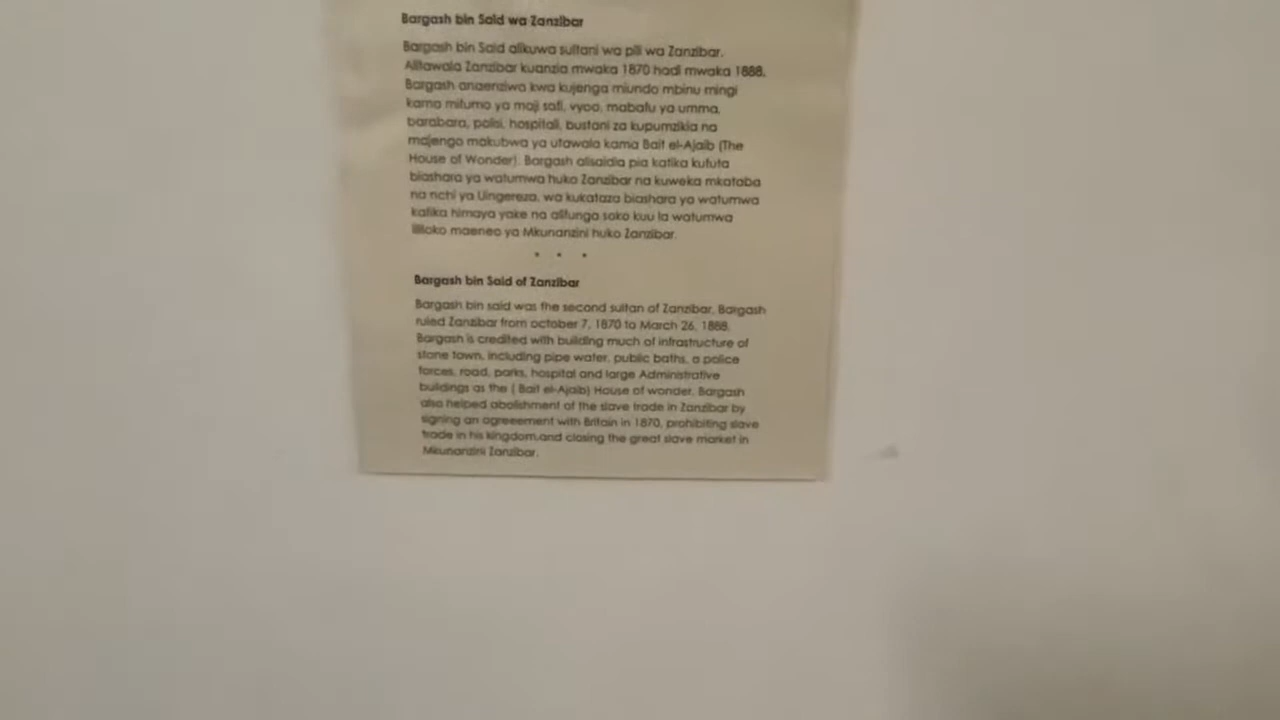 Bargash bin Said wa Zanzibar
Bargash bin Said alikuwa sultani wa pili wa Zanzibar.
Alitawala Zanzibar kuanzia mwaka 1870 hadi mwaka 1888.
Bargash anaenziwa kwa kujenga miundo mbinu mingi
kama mifumo ya maji safi, vyoo, mabafu ya umma,
barabara, polisi, hospitali, bustani za kupumzikia na
majengo makubwa ya utawala kama Bait el-Ajaib (The
House of Wonder). Bargash alisaidia pia katika kufuta
biashara ya watumwa huko Zanzibar na kuweka mkataba
na nchi ya Uingereza, wa kukataza biashara ya watumwa
katika himaya yake na alifunga soko kuu la watumwa
lililoko maeneo ya Mkunanzini huko Zanzibar.
• • •
Bargash bin Said of Zanzibar
Bargash bin said was the second sultan of Zanzibar. Bargash
ruled Zanzibar from october 7, 1870 to March 26, 1888.
Bargash is credited with building much of infrastructure of
stone town, including pipe water, public baths, a police
forces, road, parks, hospital and large Administrative
buildings as the ( Bait el-Ajaib) House of wonder. Bargash
also helped abolishment of the slave trade in Zanzibar by
signing an agreeement with Britain in 1870, prohibiting slave
trade in his kingdom,and closing the great slave market in
Mkunanzini Zanzibar.